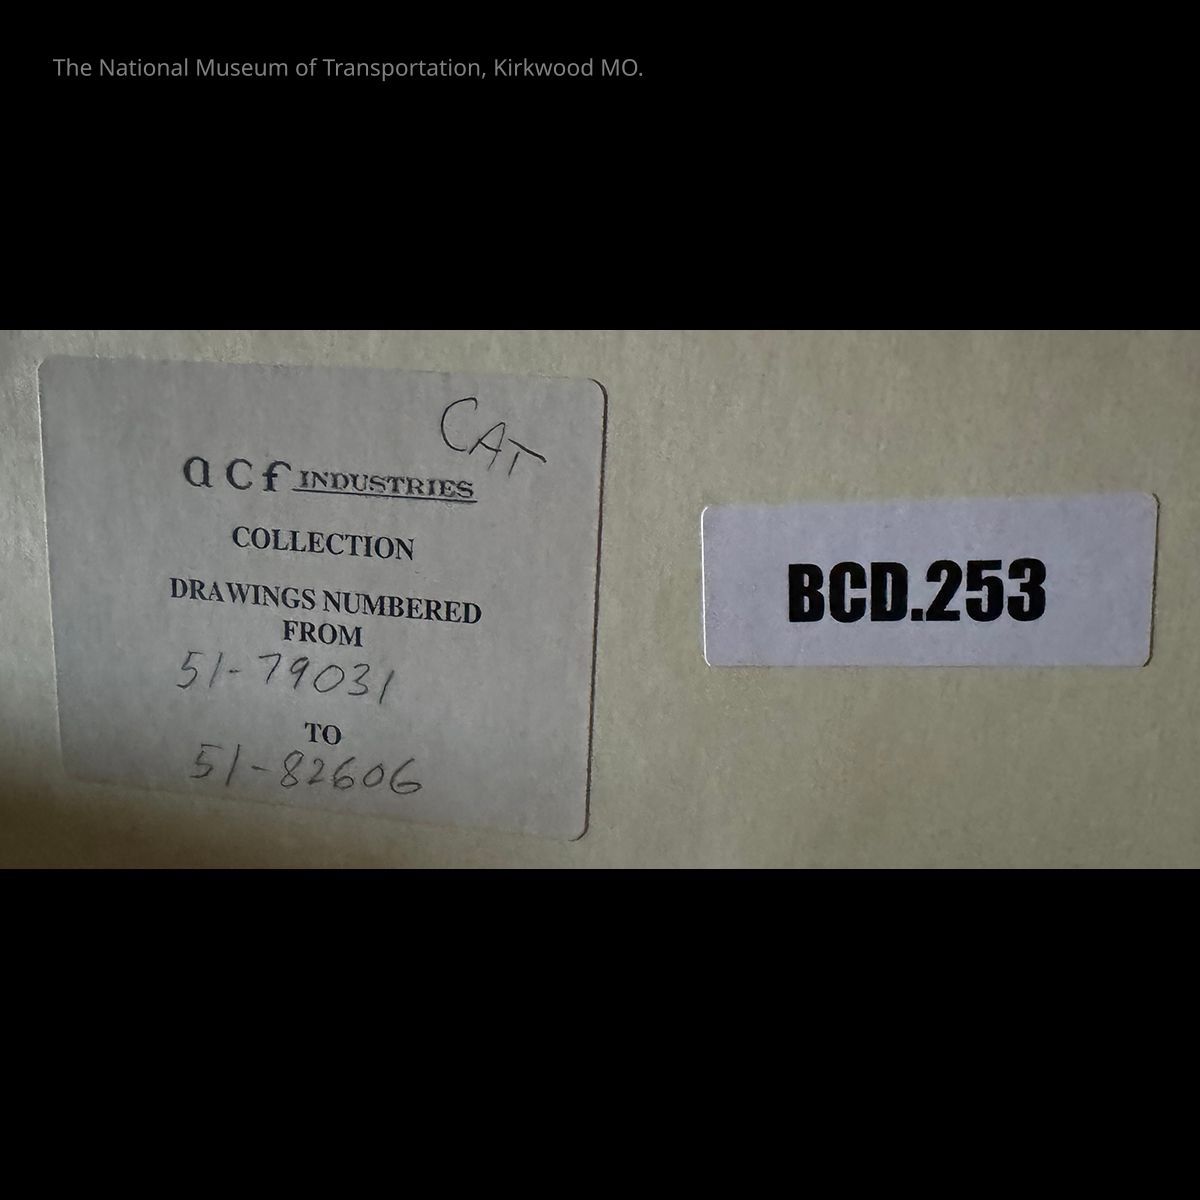 The National Museum of Transportation, Kirkwood MO.
CAT
acf INDUSTRIES
COLLECTION
DRAWINGS NUMBERED
FROM
51-79031
TO
51-82606
BCD.253